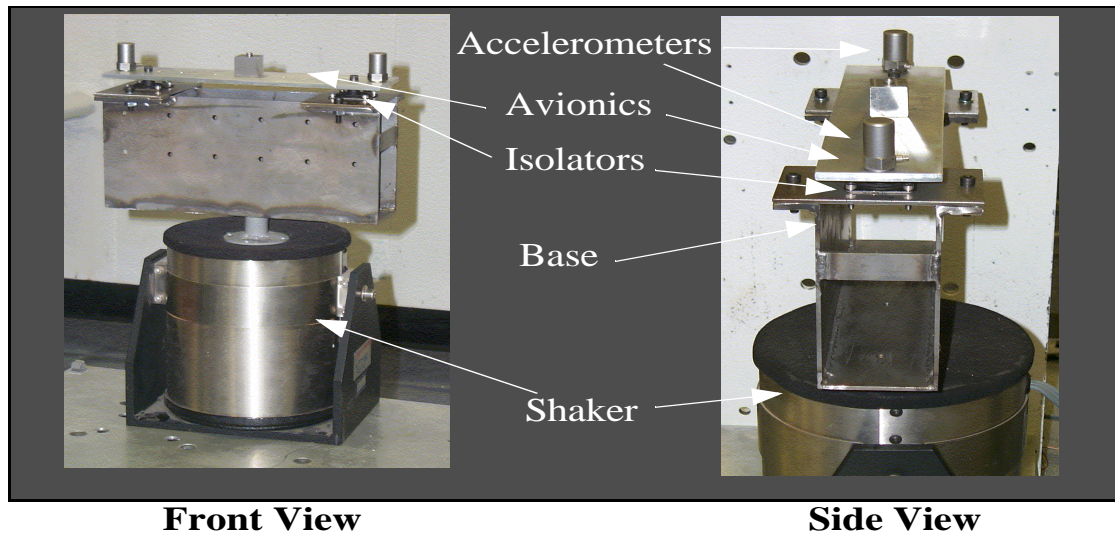 Accelerometers
Avionics
Isolators
Base
Shaker
Front View
Side View